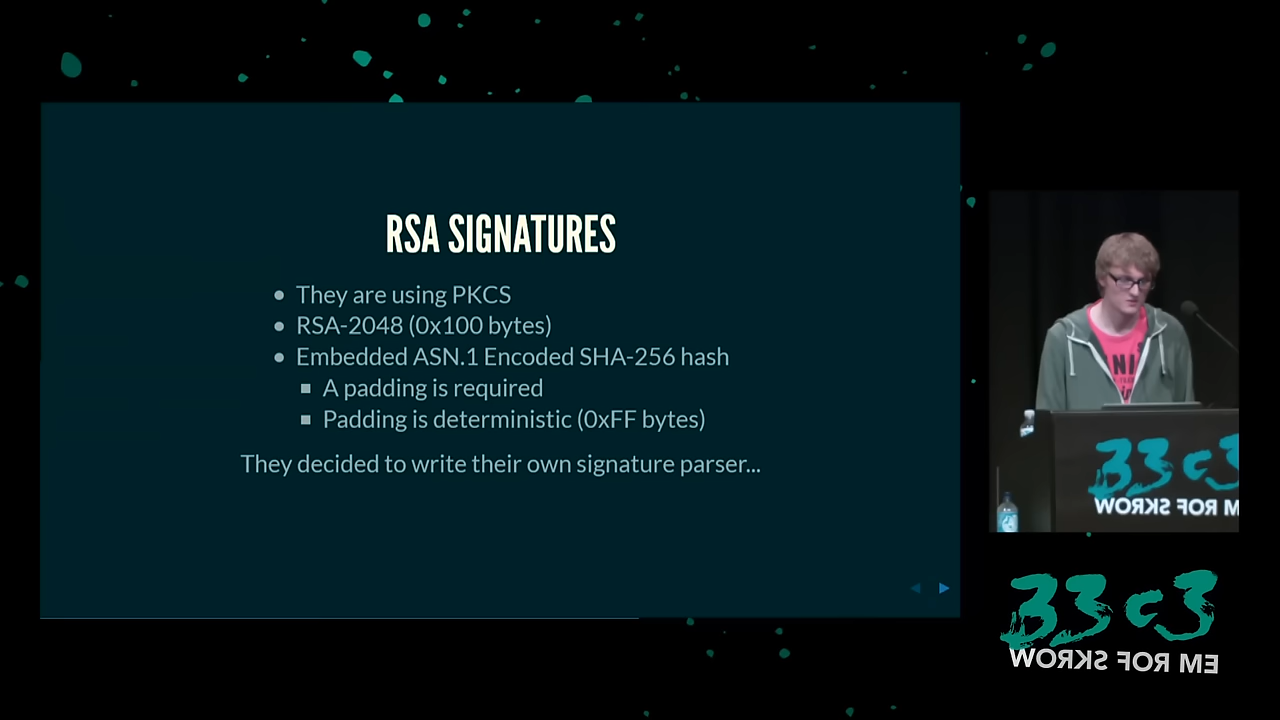 RSA SIGNATURES
They are using PKCS
RSA-2048 (0x100 bytes)
Embedded ASN.1 Encoded SHA-256 hash
A padding is required
Padding is deterministic (0xFF bytes)
They decided to write their own signature parser...
33c3
WORKS FOR M
33c3
WORKS FOR ME